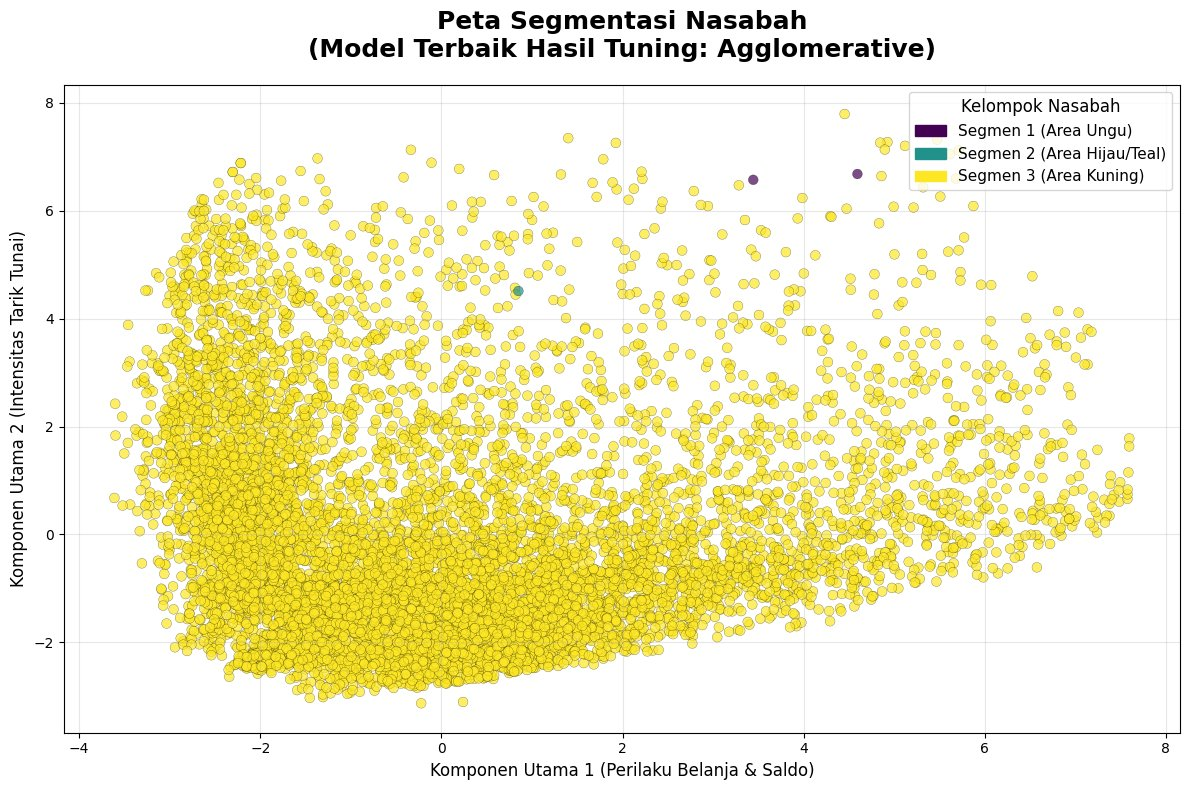 Peta Segmentasi Nasabah
(Model Terbaik Hasil Tuning: Agglomerative)
Kelompok Nasabah
Segmen 1 (Area Ungu)
Segmen 2 (Area Hijau/Teal)
Segmen 3 (Area Kuning)
Komponen Utama 2 (Intensitas Tarik Tunai)
8
6
4
2
0
−2
−4
−2
0
2
4
6
8
Komponen Utama 1 (Perilaku Belanja & Saldo)